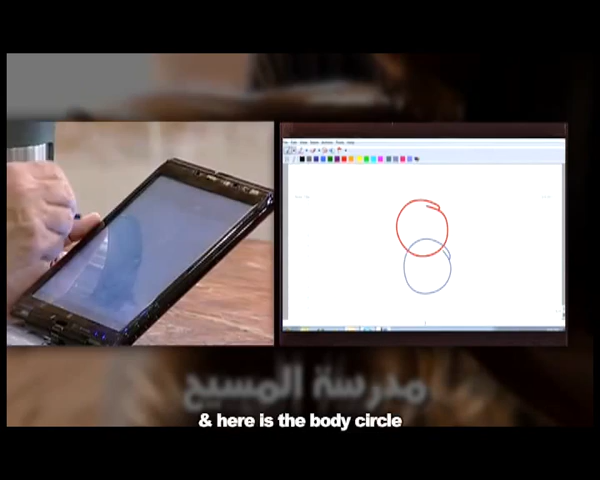 مدرسة المسيح
& here is the body circle